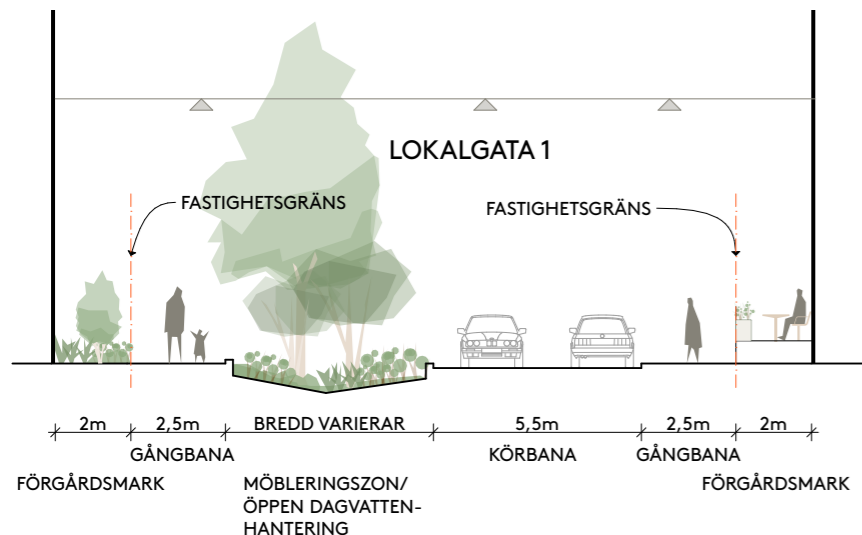 LOKALGATA 1
FASTIGHETSGRÄNS
FASTIGHETSGRÄNS
2m
2,5m
BREDD VARIERAR
5,5m
2,5m
2m
GÅNGBANA
KÖRBANA
GÅNGBANA
FÖRGÅRDSMARK
MÖBLERINGSZON/
ÖPPEN DAGVATTEN-
HANTERING
FÖRGÅRDSMARK